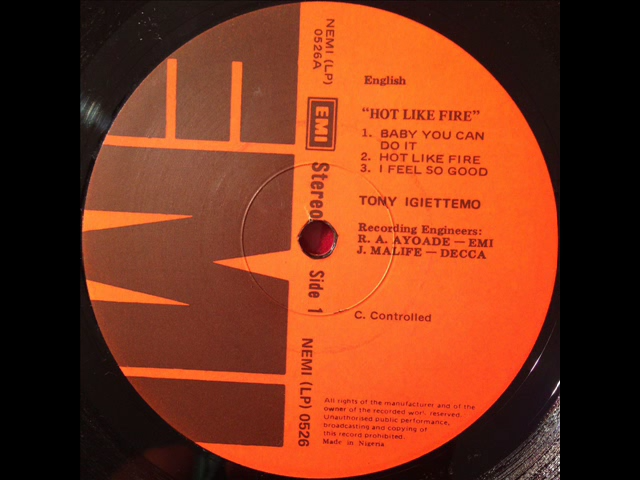 NEMI (LP)
0526A
EMI
Stereo
Side 1
NEMI (LP) 0526
English
"HOT LIKE FIRE"
1. BABY YOU CAN
DO IT
2. HOT LIKE FIRE
3. I FEEL SO GOOD
TONY IGIETTEMO
Recording Engineers:
R. A. AYOADE — EMI
J. MALIFE — DECCA
C. Controlled
All rights of the manufacturer and of the
owner of the recorded work reserved.
Unauthorised public performance,
broadcasting and copying of
this record prohibited.
Made in Nigeria
EMI